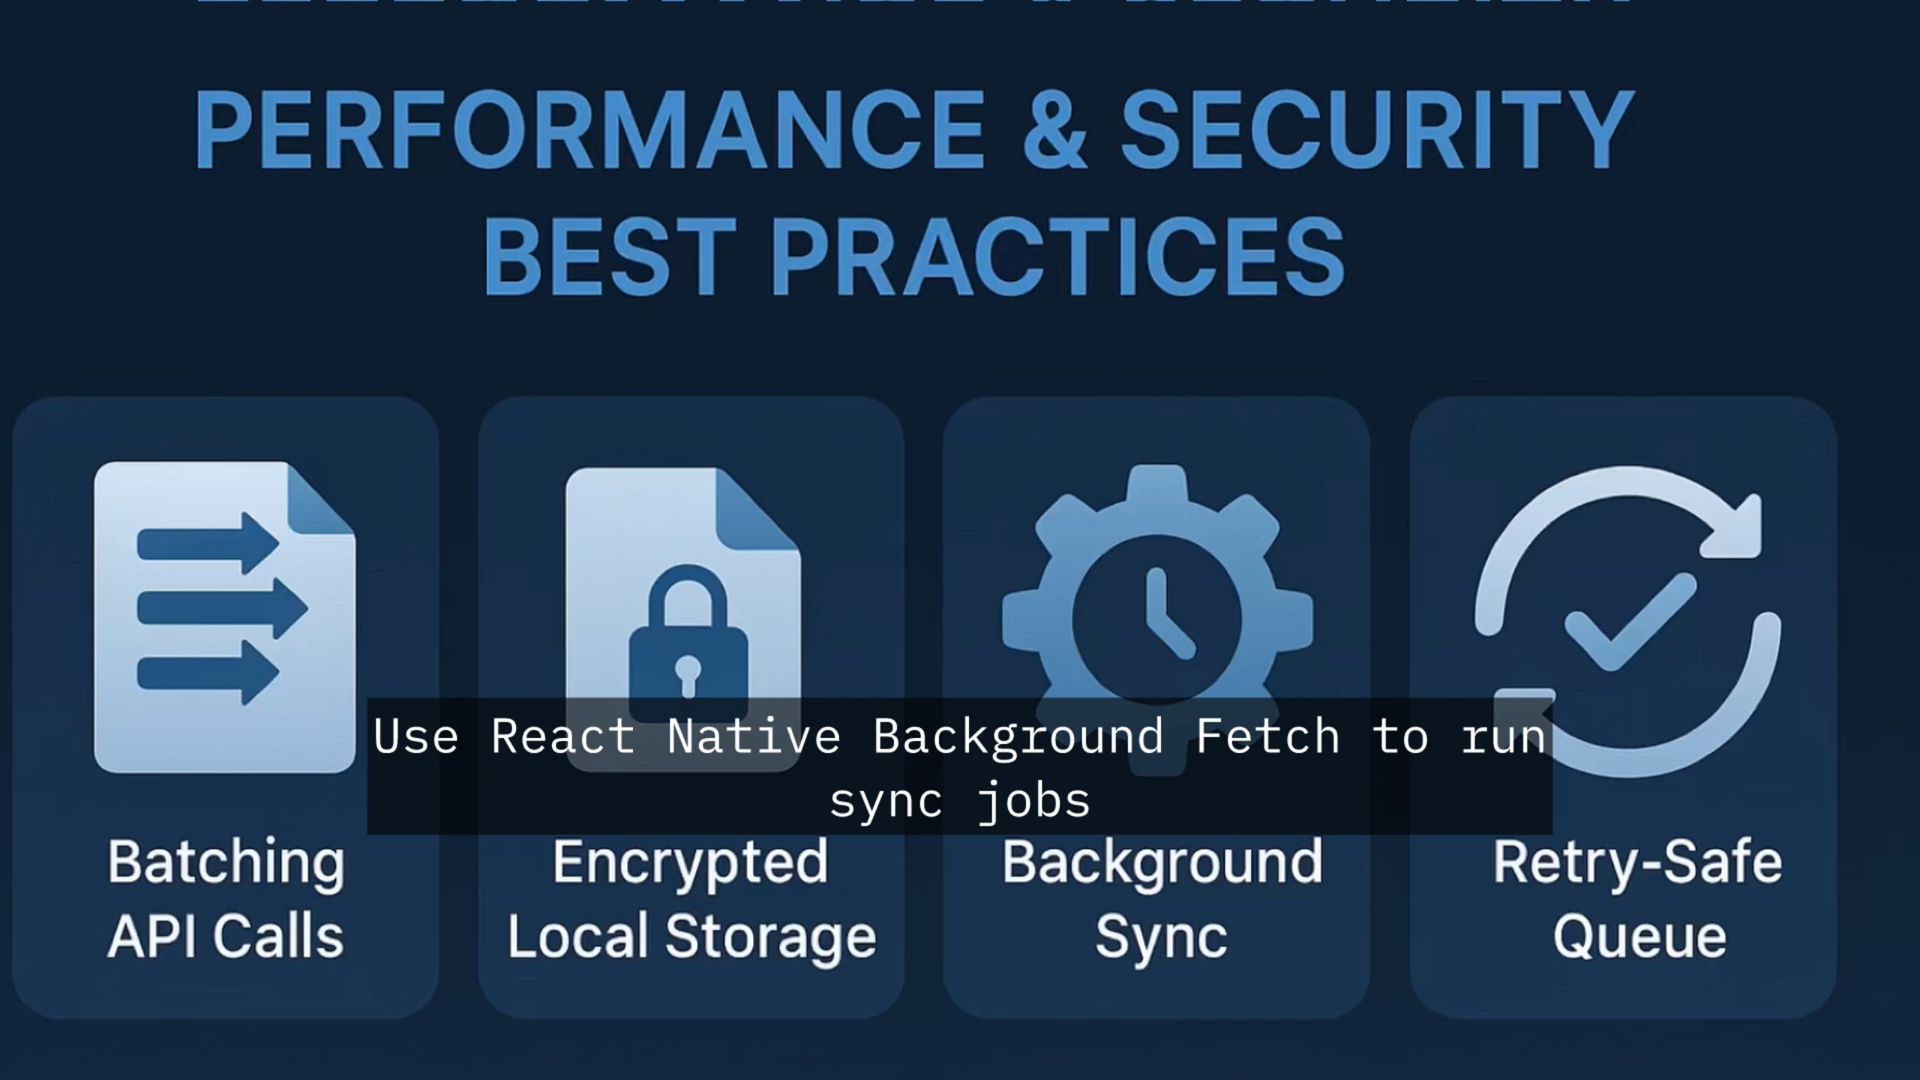 PERFORMANCE & SECURITY
BEST PRACTICES
Use React Native Background Fetch to run
sync jobs
Batching
API Calls
Encrypted
Local Storage
Background
Sync
Retry-Safe
Queue